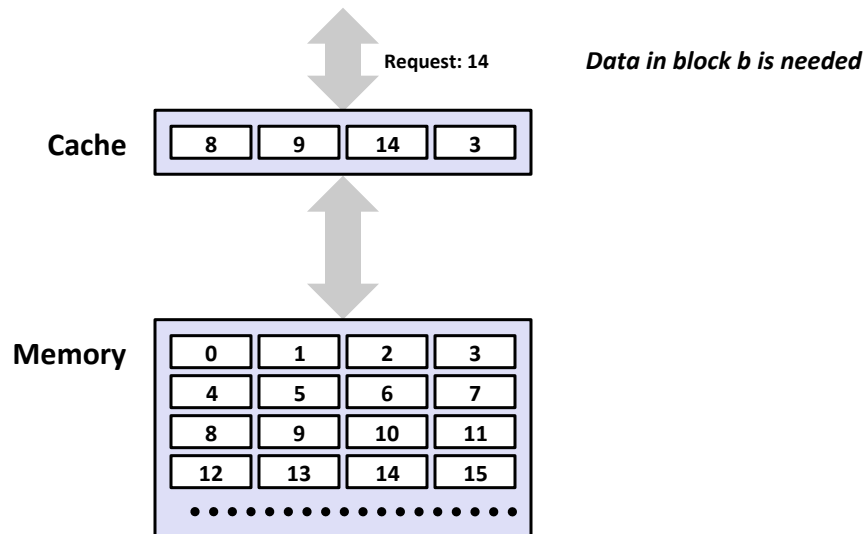 Request: 14 Data in block b is needed
Cache 8 9 14 3
Memory 0 1 2 3
4 5 6 7
8 9 10 11
12 13 14 15